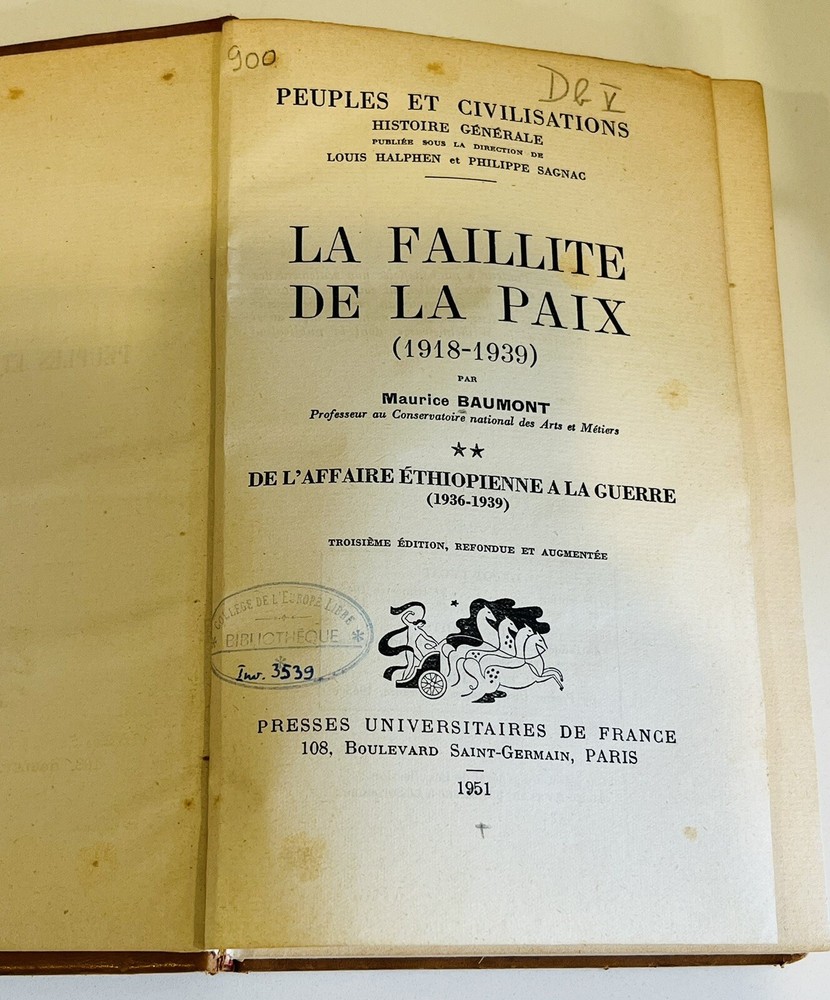 900
Db V
PEUPLES ET CIVILISATIONS
HISTOIRE GÉNÉRALE
PUBLIÉE SOUS LA DIRECTION DE
LOUIS HALPHEN et PHILIPPE SAGNAC
LA FAILLITE
DE LA PAIX
(1918-1939)
PAR
Maurice BAUMONT
Professeur au Conservatoire national des Arts et Métiers
★★
DE L'AFFAIRE ÉTHIOPIENNE A LA GUERRE
(1936-1939)
TROISIÈME ÉDITION, REFONDUE ET AUGMENTÉE
COLLÈGE DE L'EUROPE LIBRE
BIBLIOTHÈQUE
Inv. 3539
PRESSES UNIVERSITAIRES DE FRANCE
108, BOULEVARD SAINT-GERMAIN, PARIS
1951